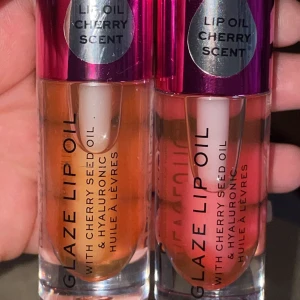 LIP OIL
CHERRY
SCENT
LIP OIL
CHERRY
SCENT
GLAZE LIP OIL
WITH CHERRY SEED OIL
& HYALURONIC
HUILE À LÈVRES
GLAZE LIP OIL
WITH CHERRY SEED OIL
& HYALURONIC
HUILE À LÈVRES